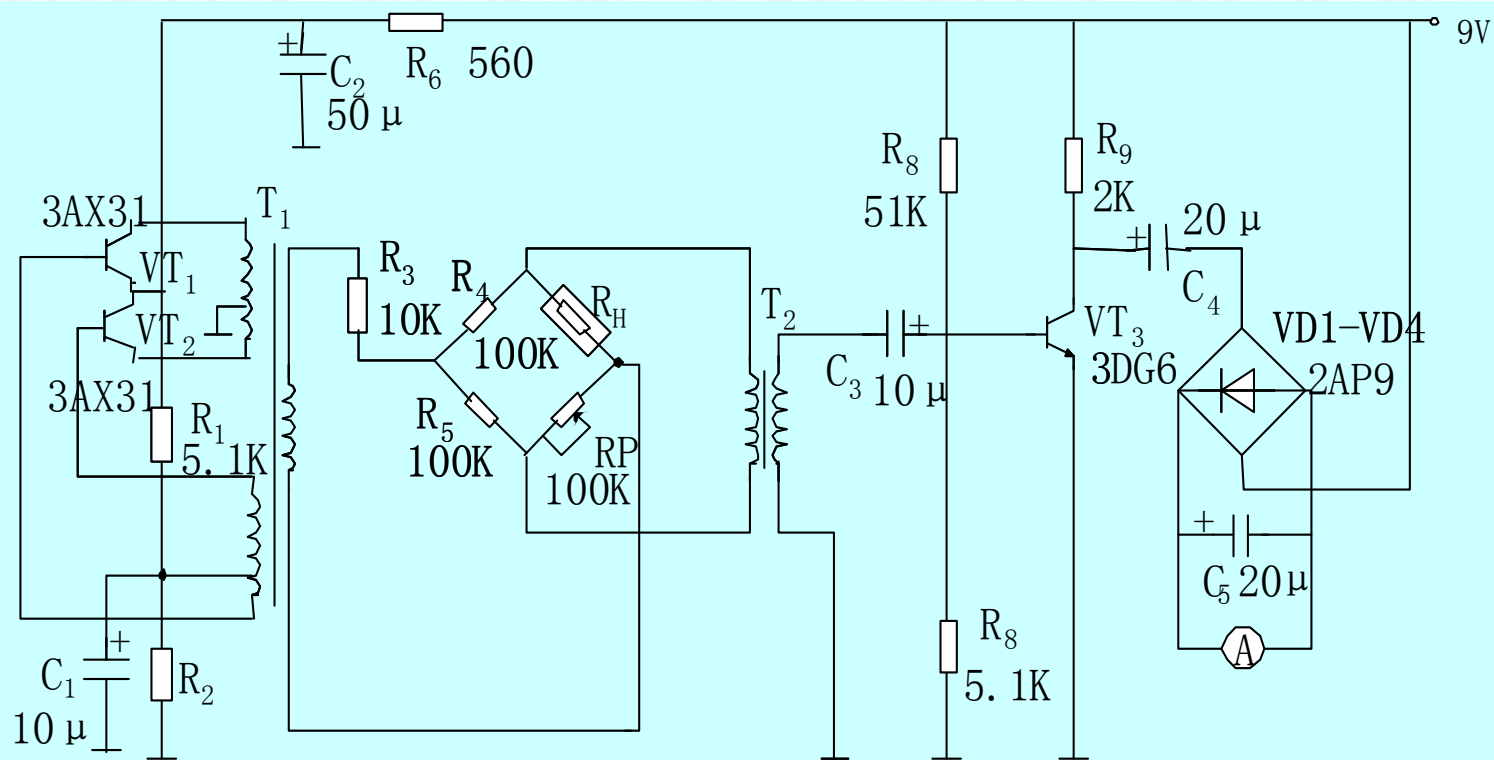 9V
C2
50μ
R6 560
R8
51K
R9
2K
20μ
C4
3AX31
T1
VT1
VT2
3AX31
R3
10K
R4
RH
100K
R5
100K
RP
100K
T2
C3 10μ
VT3
3DG6
VD1-VD4
2AP9
R1
5.1K
C5 20μ
A
R8
5.1K
C1
10μ
R2
+
+
+
+
+